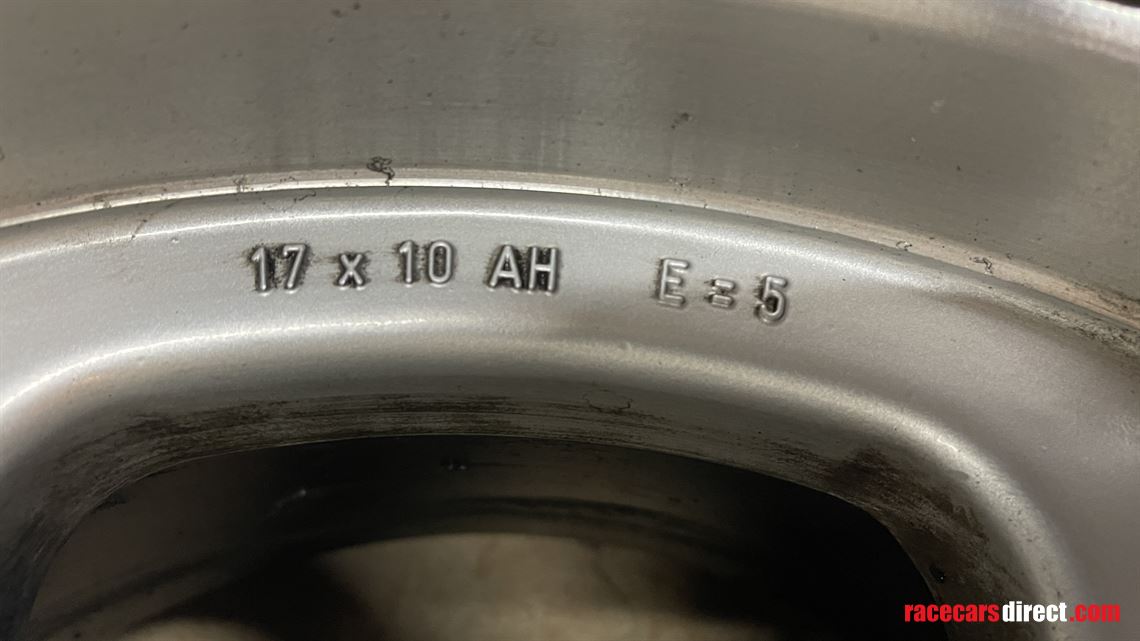 17 x 10 AH E = 5
racecarsdirect.com